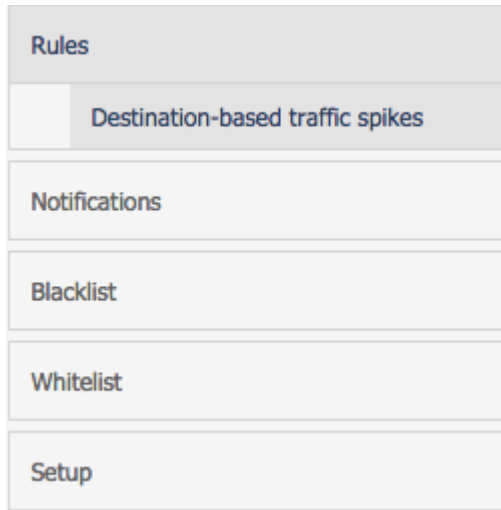 Rules
Destination-based traffic spikes
Notifications
Blacklist
Whitelist
Setup